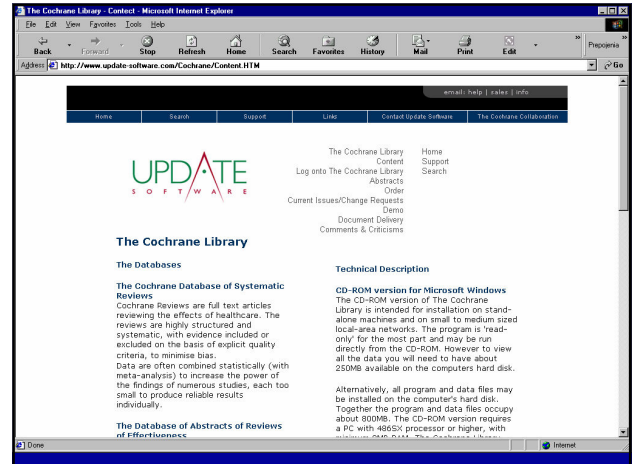 The Cochrane Library - Contect - Microsoft Internet Explorer
File Edit View Favorites Tools Help
Back Forward Stop Refresh Home Search Favorites History Mail Print Edit » Prepojenia »
Address http://www.update-software.com/Cochrane/Content.HTM Go
email: help | sales | info
Home Search Support Links Contact Update Software The Cochrane Collaboration
UPDATE
SOFTWARE
The Cochrane Library Home
Content Support
Log onto The Cochrane Library Search
Abstracts
Order
Current Issues/Change Requests
Demo
Document Delivery
Comments & Criticisms
The Cochrane Library
The Databases
The Cochrane Database of Systematic
Reviews
Cochrane Reviews are full text articles
reviewing the effects of healthcare. The
reviews are highly structured and
systematic, with evidence included or
excluded on the basis of explicit quality
criteria, to minimise bias.
Data are often combined statistically (with
meta-analysis) to increase the power of
the findings of numerous studies, each too
small to produce reliable results
individually.
The Database of Abstracts of Reviews
of Effectiveness
Technical Description
CD-ROM version for Microsoft Windows
The CD-ROM version of The Cochrane
Library is intended for installation on stand-
alone machines and on small to medium sized
local-area networks. The program is 'read-
only' for the most part and may be run
directly from the CD-ROM. However to view
all the data you will need to have about
250MB available on the computers hard disk.
Alternatively, all program and data files may
be installed on the computer's hard disk.
Together the program and data files occupy
about 800MB. The CD-ROM version requires
a PC with 486SX processor or higher, with
minimum 8MB RAM. The Cochrane Library
Done Internet